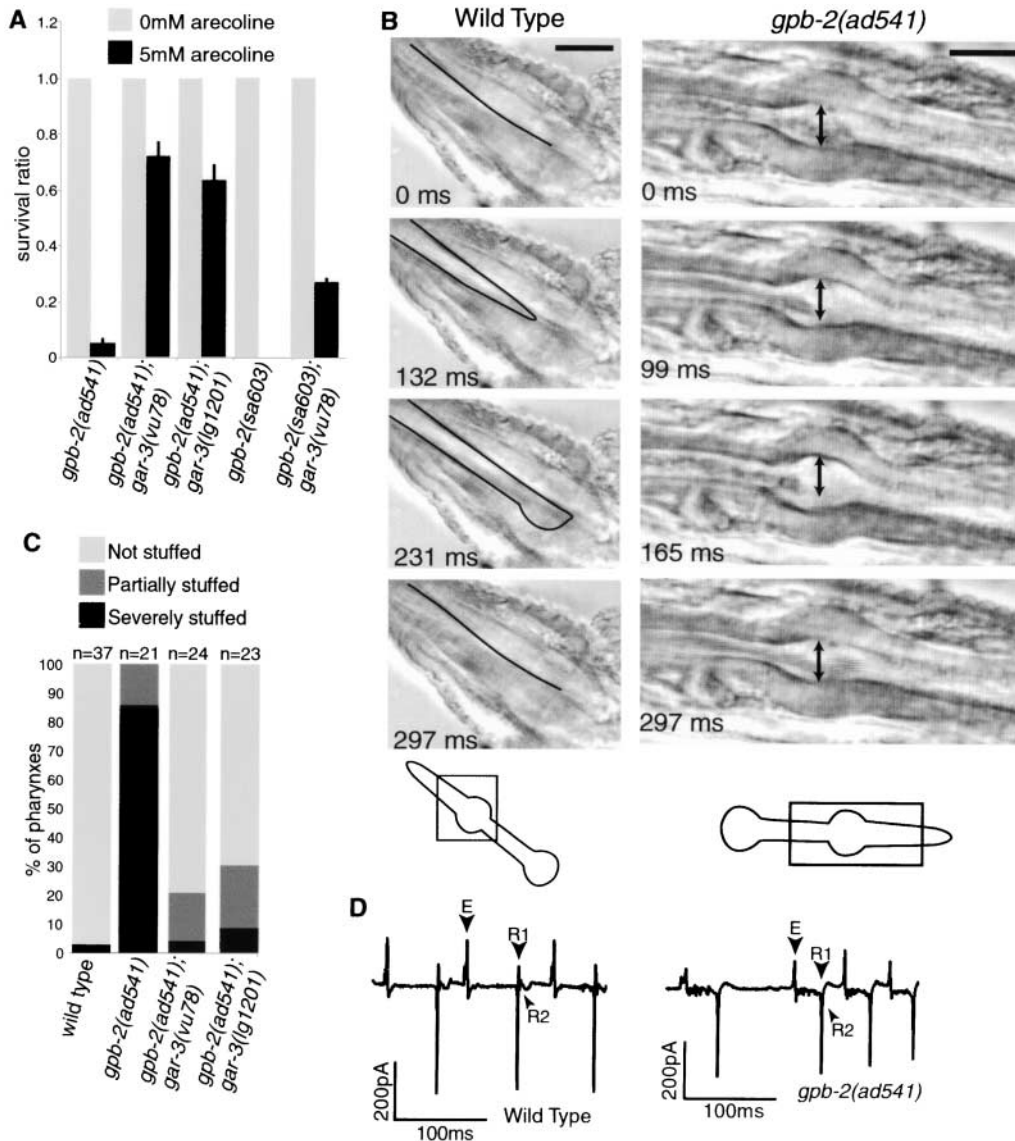 A
0mM arecoline
5mM arecoline
survival ratio
1.2
1.0
0.8
0.6
0.4
0.2
0
gpb-2(ad541)
gpb-2(ad541);
gar-3(vu78)
gpb-2(ad541);
gar-3(lg1201)
gpb-2(sa603)
gpb-2(sa603);
gar-3(vu78)
B
Wild Type
gpb-2(ad541)
0 ms
0 ms
132 ms
99 ms
231 ms
165 ms
297 ms
297 ms
C
Not stuffed
Partially stuffed
Severely stuffed
n=37
n=21
n=24
n=23
% of pharynxes
100
90
80
70
60
50
40
30
20
10
0
wild type
gpb-2(ad541)
gpb-2(ad541);
gar-3(vu78)
gpb-2(ad541);
gar-3(lg1201)
D
E
R1
R2
200pA
100ms
Wild Type
E
R1
R2
200pA
100ms
gpb-2(ad541)